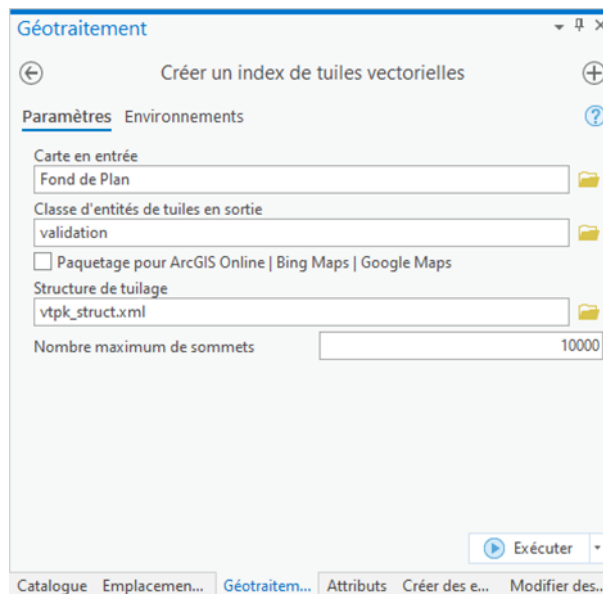 Géotraitement
Créer un index de tuiles vectorielles
Paramètres Environnements
Carte en entrée
Fond de Plan
Classe d'entités de tuiles en sortie
validation
Paquetage pour ArcGIS Online | Bing Maps | Google Maps
Structure de tuilage
vtpk_struct.xml
Nombre maximum de sommets 10000
Exécuter
Catalogue Emplacemen... Géotraitem... Attributs Créer des e... Modifier des...